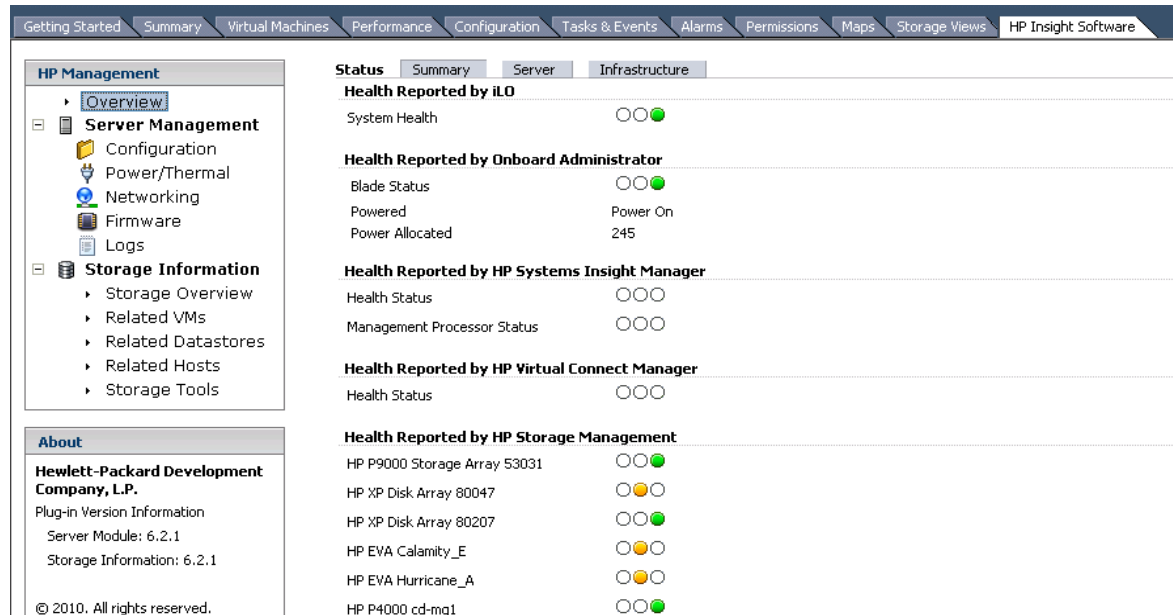 Getting Started Summary Virtual Machines Performance Configuration Tasks & Events Alarms Permissions Maps Storage Views HP Insight Software
HP Management
Overview
Server Management
Configuration
Power/Thermal
Networking
Firmware
Logs
Storage Information
Storage Overview
Related VMs
Related Datastores
Related Hosts
Storage Tools
About
Hewlett-Packard Development
Company, L.P.
Plug-in Version Information
Server Module: 6.2.1
Storage Information: 6.2.1
© 2010. All rights reserved.
Status Summary Server Infrastructure
Health Reported by iLO
System Health
Health Reported by Onboard Administrator
Blade Status
Powered Power On
Power Allocated 245
Health Reported by HP Systems Insight Manager
Health Status
Management Processor Status
Health Reported by HP Virtual Connect Manager
Health Status
Health Reported by HP Storage Management
HP P9000 Storage Array 53031
HP XP Disk Array 80047
HP XP Disk Array 80207
HP EVA Calamity_E
HP EVA Hurricane_A
HP P4000 cd-mg1